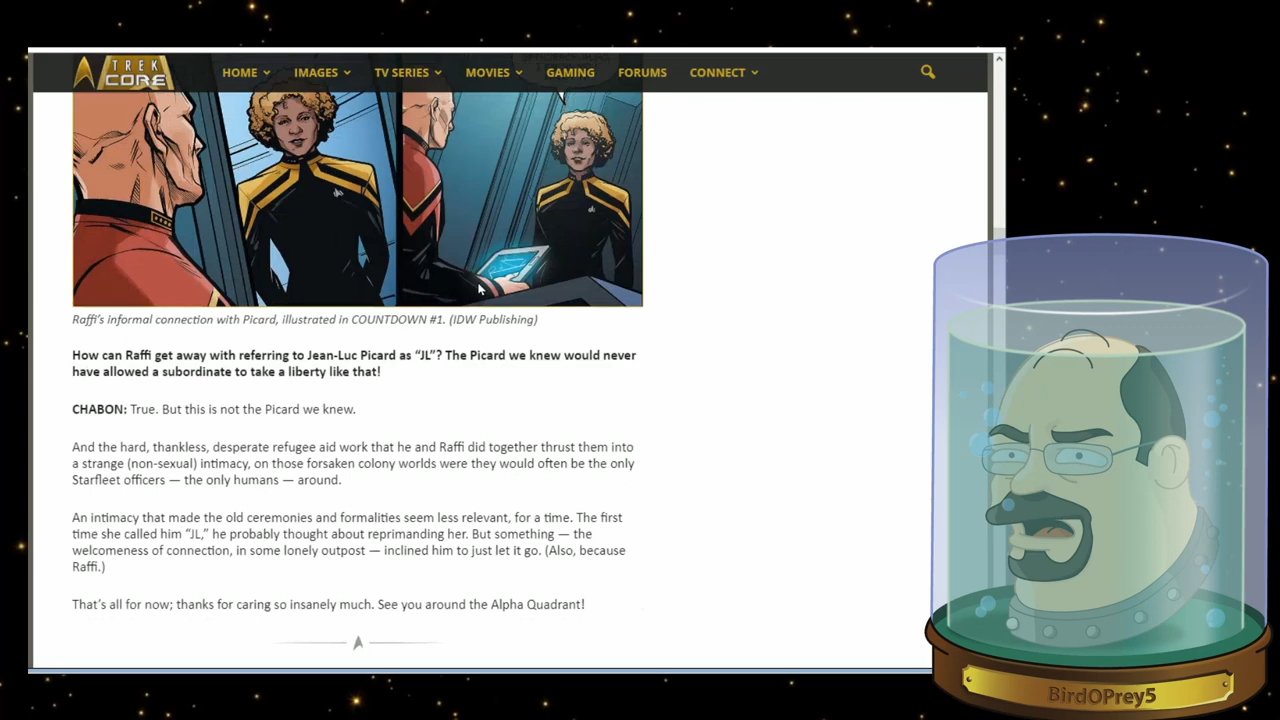 TREK
CORE
HOME
IMAGES
TV SERIES
MOVIES
GAMING
FORUMS
CONNECT
Raffi's informal connection with Picard, illustrated in COUNTDOWN #1. (IDW Publishing)
How can Raffi get away with referring to Jean-Luc Picard as “JL”? The Picard we knew would never
have allowed a subordinate to take a liberty like that!
CHABON: True. But this is not the Picard we knew.
And the hard, thankless, desperate refugee aid work that he and Raffi did together thrust them into
a strange (non-sexual) intimacy, on those forsaken colony worlds were they would often be the only
Starfleet officers — the only humans — around.
An intimacy that made the old ceremonies and formalities seem less relevant, for a time. The first
time she called him “JL,” he probably thought about reprimanding her. But something — the
welcomeness of connection, in some lonely outpost — inclined him to just let it go. (Also, because
Raffi.)
That’s all for now; thanks for caring so insanely much. See you around the Alpha Quadrant!
BirdOPrey5